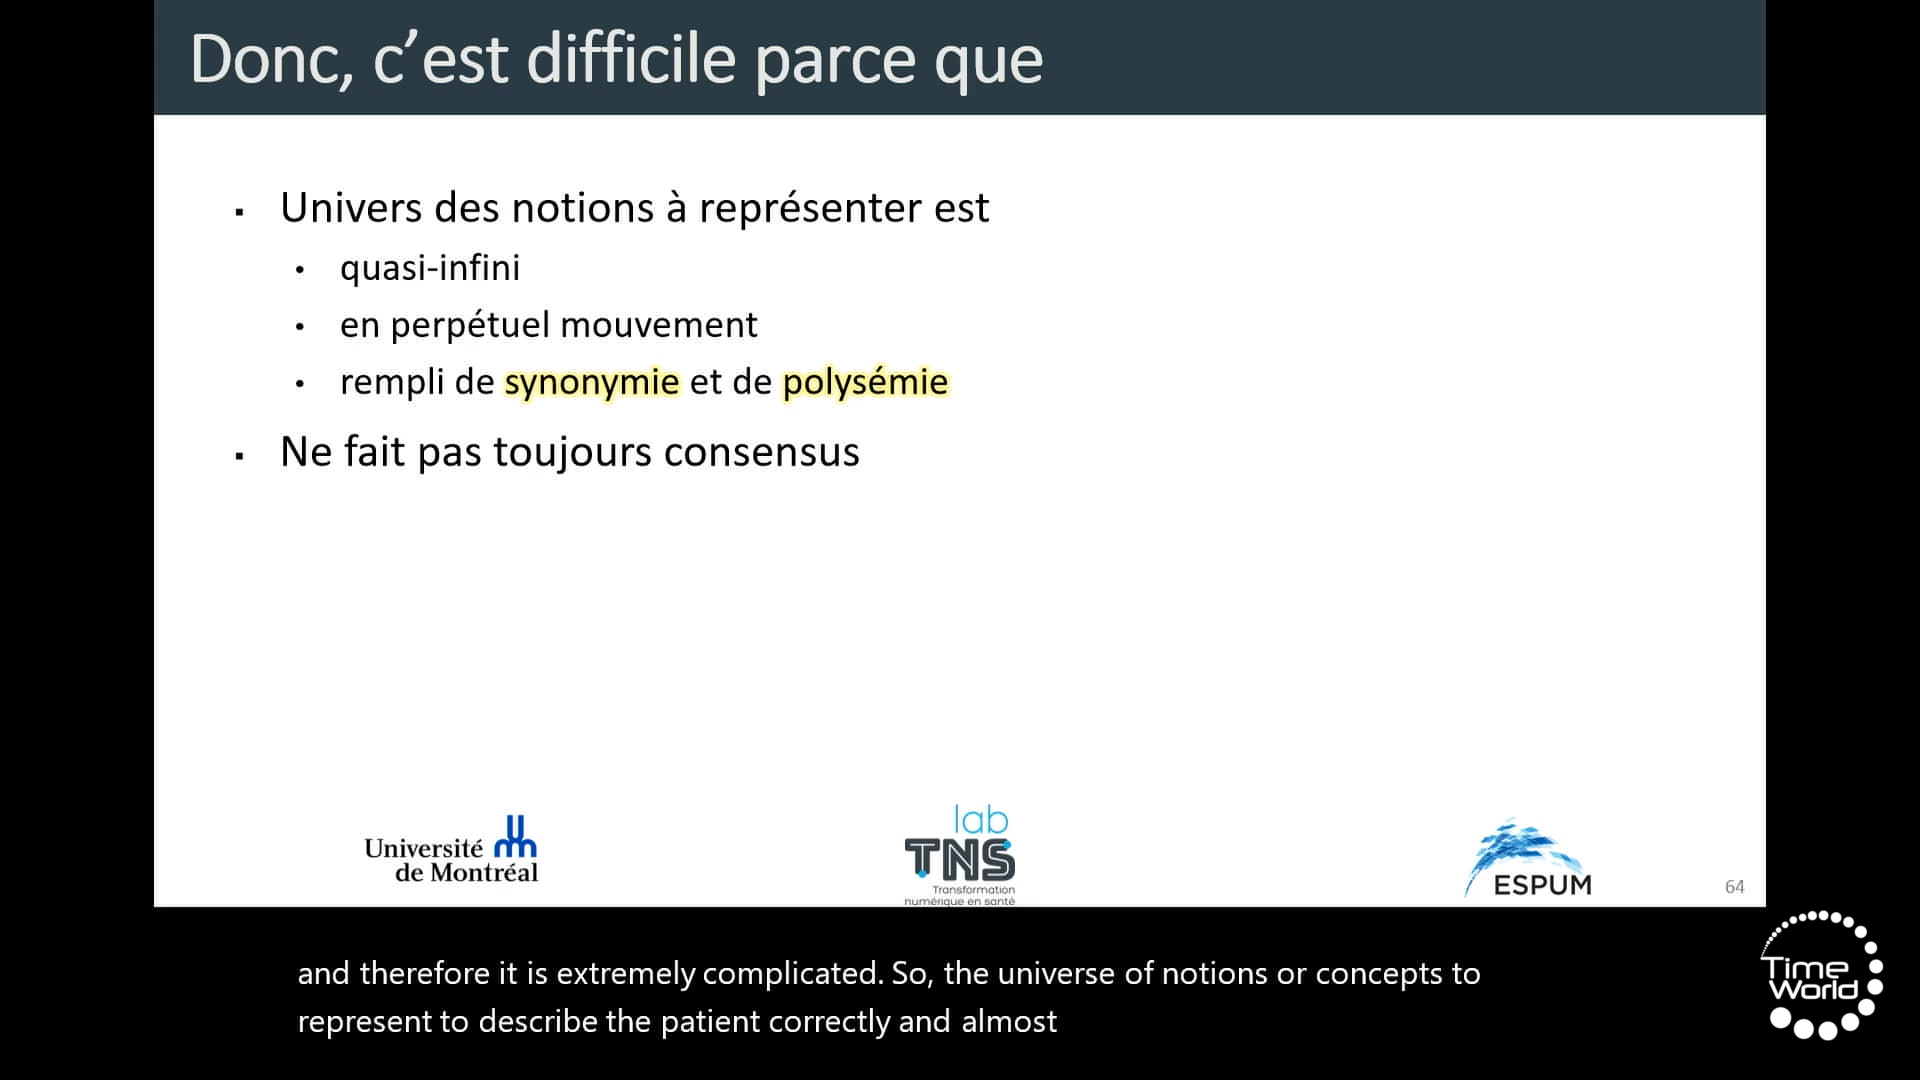 Donc, c’est difficile parce que
▪ Univers des notions à représenter est
• quasi-infini
• en perpétuel mouvement
• rempli de synonymie et de polysémie
▪ Ne fait pas toujours consensus
Université
de Montréal
lab
TNS
Transformation
numérique en santé
ESPUM
64
and therefore it is extremely complicated. So, the universe of notions or concepts to
represent to describe the patient correctly and almost
Time
World